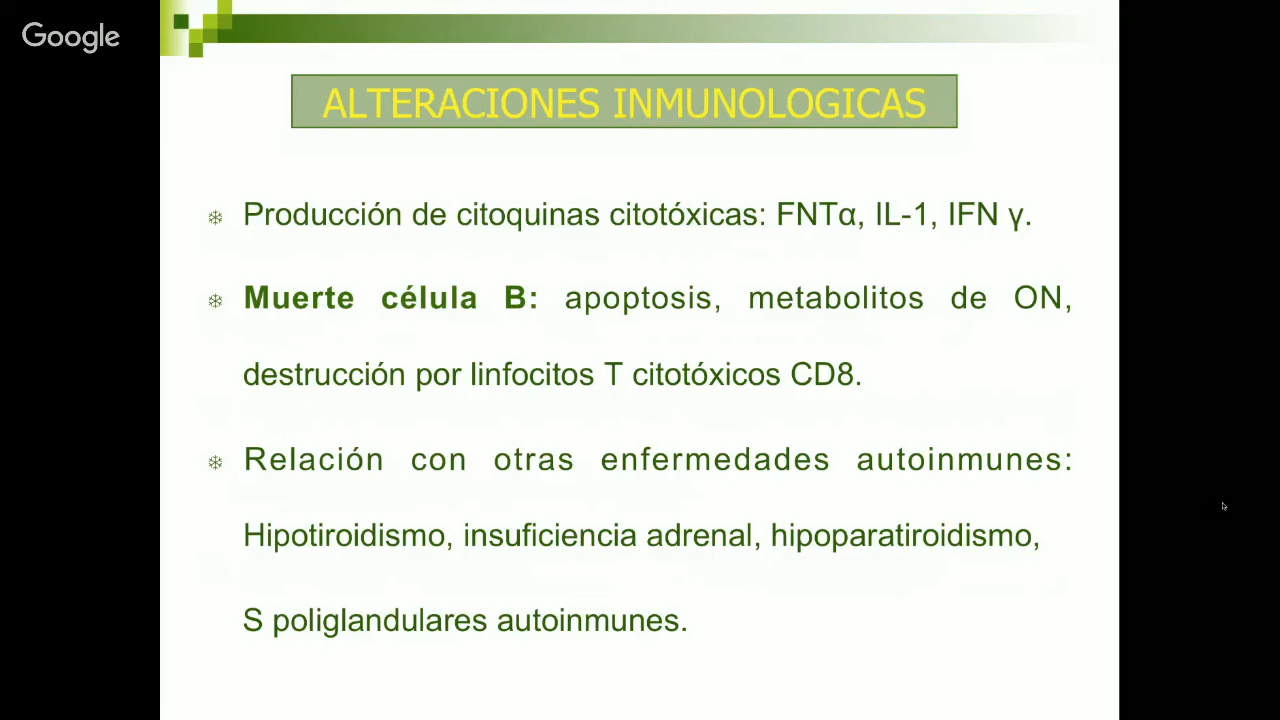 Google
ALTERACIONES INMUNOLOGICAS
Producción de citoquinas citotóxicas: FNTα, IL-1, IFN γ.
Muerte célula B: apoptosis, metabolitos de ON,
destrucción por linfocitos T citotóxicos CD8.
Relación con otras enfermedades autoinmunes:
Hipotiroidismo, insuficiencia adrenal, hipoparatiroidismo,
S poliglandulares autoinmunes.